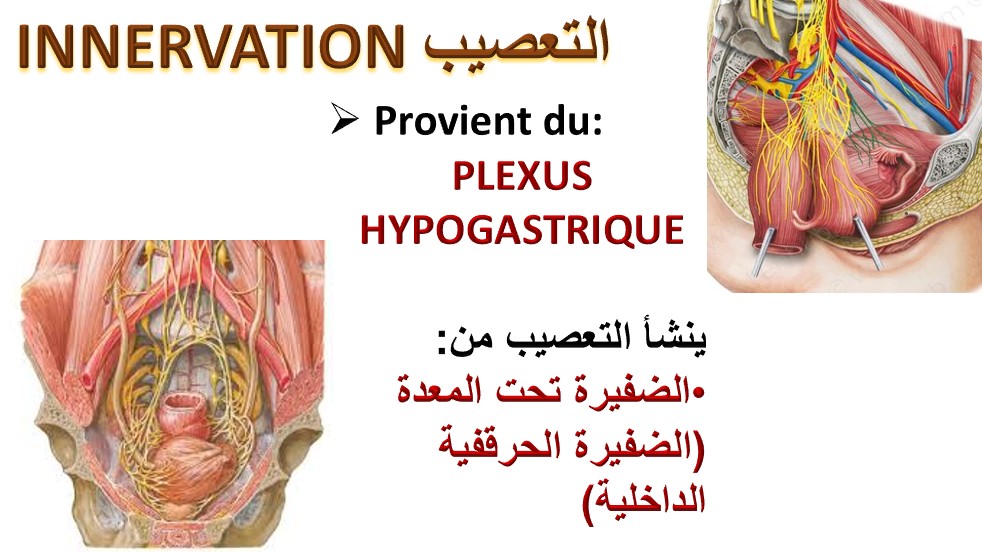 INNERVATION التعصيب
➢ Provient du:
PLEXUS
HYPOGASTRIQUE
ينشأ التعصيب من:
•الضفيرة تحت المعدة
(الضفيرة الحرقفية
الداخلية)